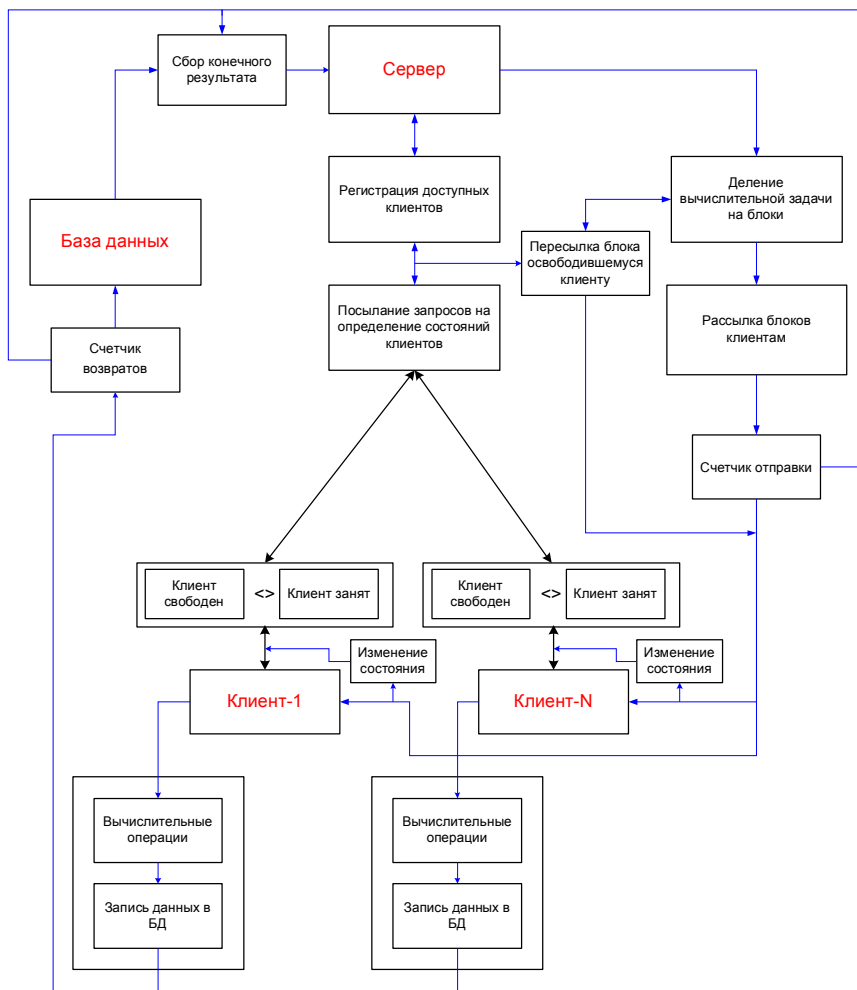 Сбор конечного
результата
Сервер
Регистрация доступных
клиентов
Деление
вычислительной задачи
на блоки
База данных
Пересылка блока
освободившемуся
клиенту
Посылание запросов на
определение состояний
клиентов
Рассылка блоков
клиентам
Счетчик
возвратов
Счетчик отправки
Клиент
свободен
<>
Клиент занят
Клиент
свободен
<>
Клиент занят
Изменение
состояния
Изменение
состояния
Клиент-1
Клиент-N
Вычислительные
операции
Вычислительные
операции
Запись данных в
БД
Запись данных в
БД